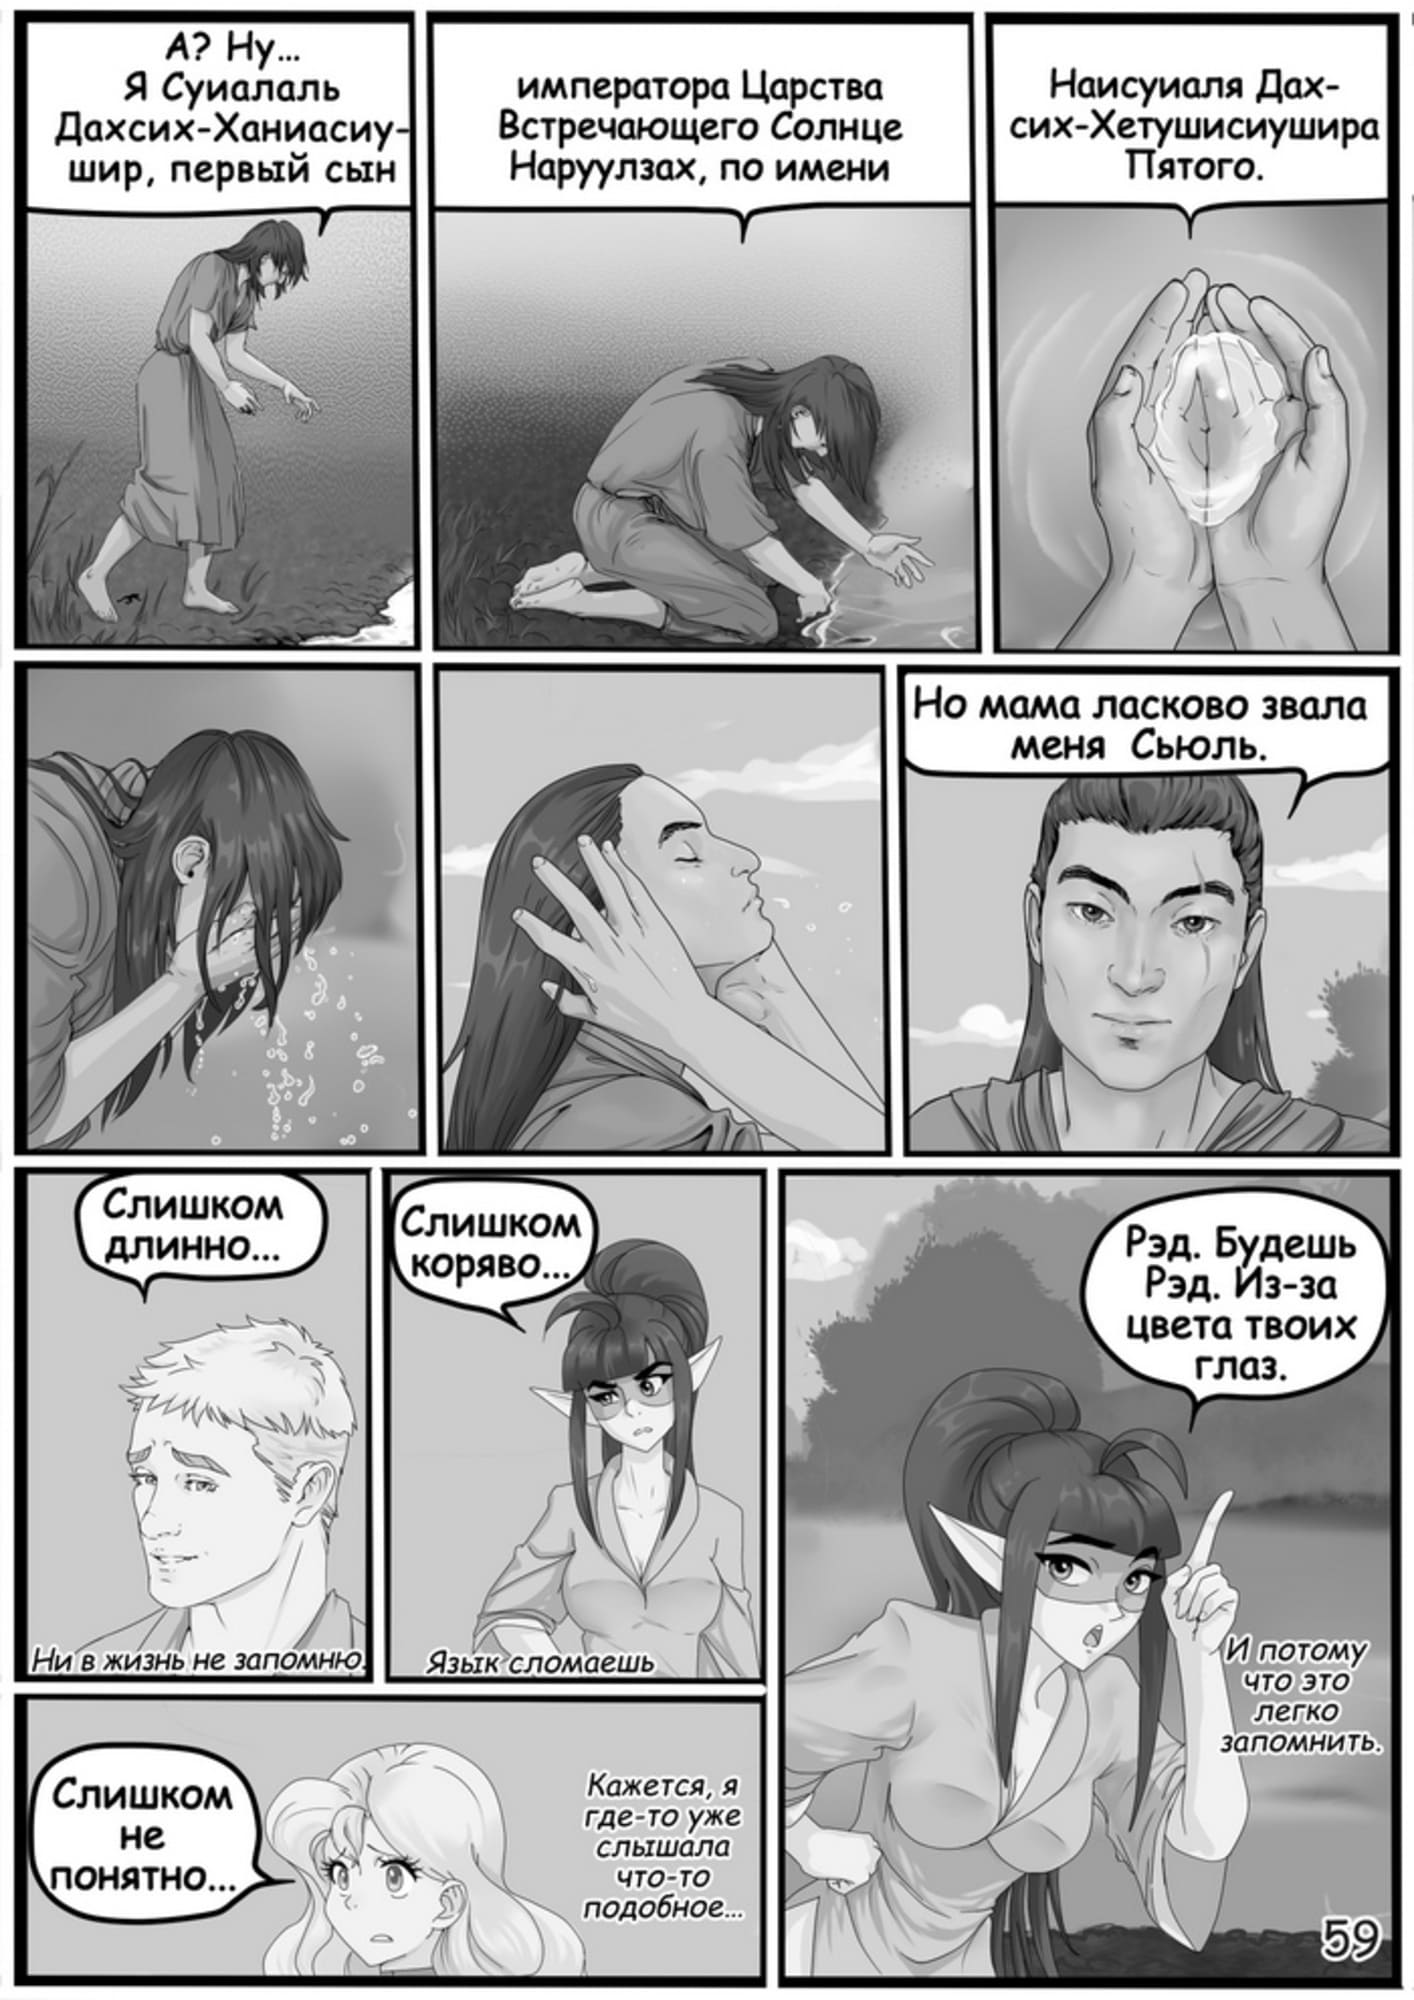 А? Ну...
Я Суиалаль
Дахсих-Ханиасиу-
шир, первый сын
императора Царства
Встречающего Солнце
Наруулзах, по имени
Наисуиаля Дах-
сих-Хетушисиушира
Пятого.
Но мама ласково звала
меня Сьюль.
Слишком
длинно...
Ни в жизнь не запомню.
Слишком
коряво...
Язык сломаешь
Рэд. Будешь
Рэд. Из-за
цвета твоих
глаз.
И потому
что это
легко
запомнить.
Слишком
не
понятно...
Кажется, я
где-то уже
слышала
что-то
подобное...
59